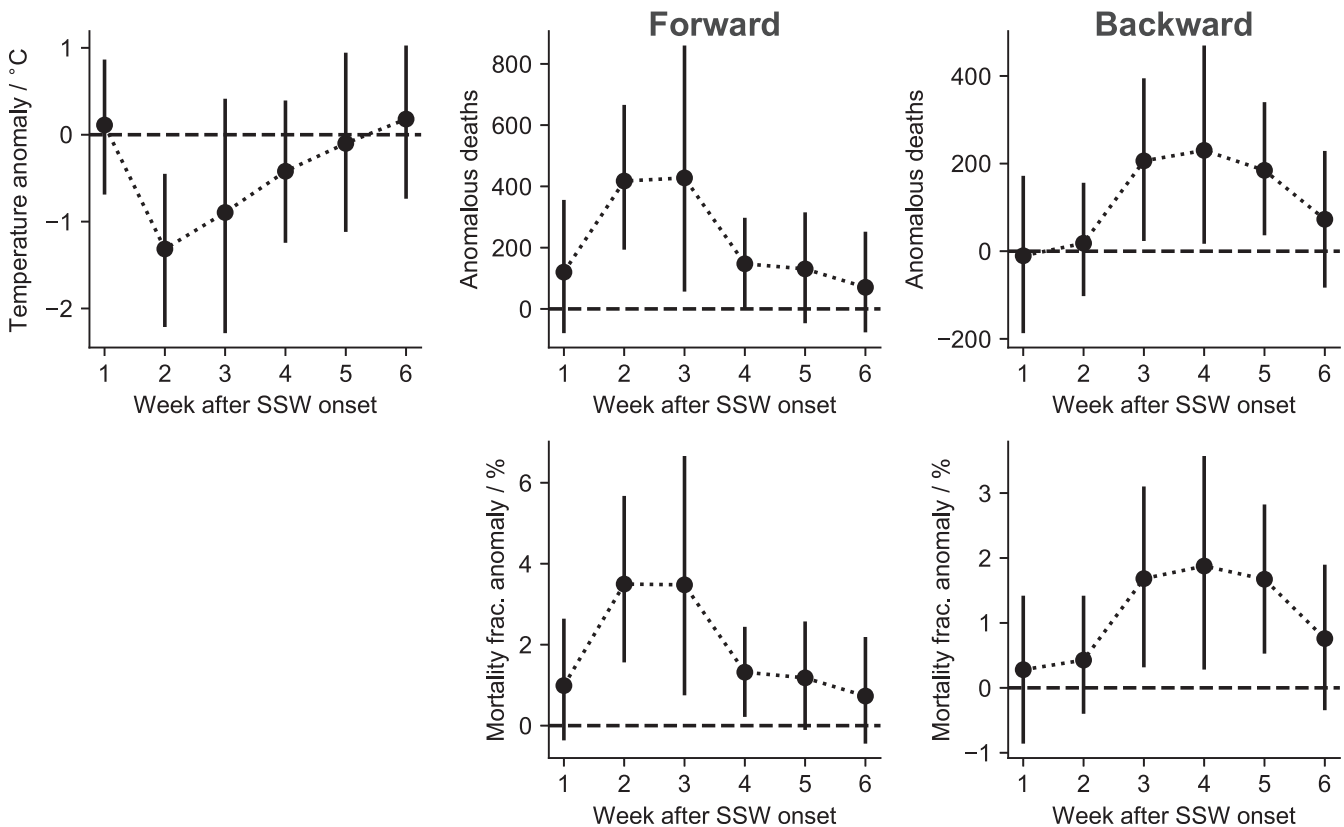 Forward
Backward
Temperature anomaly / °C
1
0
−1
−2
1 2 3 4 5 6
Week after SSW onset
Anomalous deaths
800
600
400
200
0
1 2 3 4 5 6
Week after SSW onset
Anomalous deaths
400
200
0
−200
1 2 3 4 5 6
Week after SSW onset
Mortality frac. anomaly / %
6
4
2
0
1 2 3 4 5 6
Week after SSW onset
Mortality frac. anomaly / %
3
2
1
0
−1
1 2 3 4 5 6
Week after SSW onset